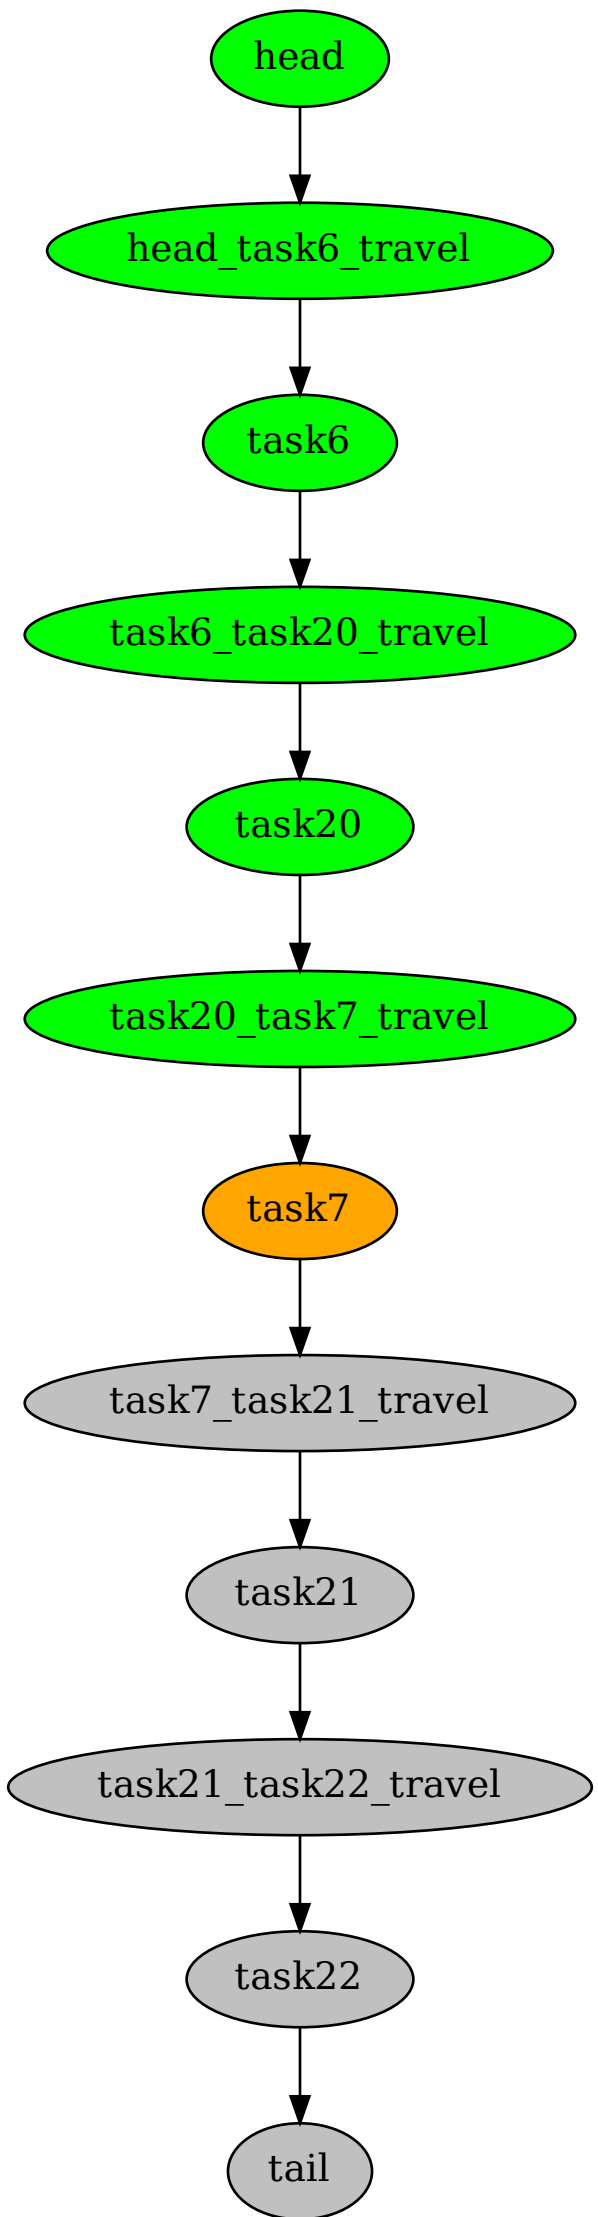 head
head_task6_travel
task6
task6_task20_travel
task20
task20_task7_travel
task7
task7_task21_travel
task21
task21_task22_travel
task22
tail